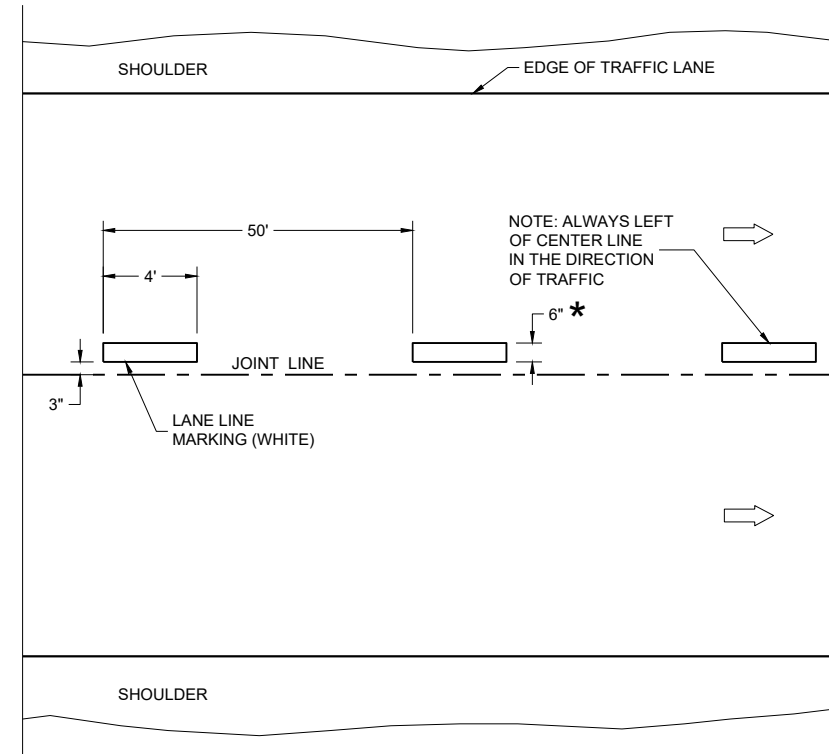 SHOULDER
EDGE OF TRAFFIC LANE
50'
NOTE: ALWAYS LEFT
OF CENTER LINE
IN THE DIRECTION
OF TRAFFIC
4'
6" *
JOINT LINE
3"
LANE LINE
MARKING (WHITE)
SHOULDER